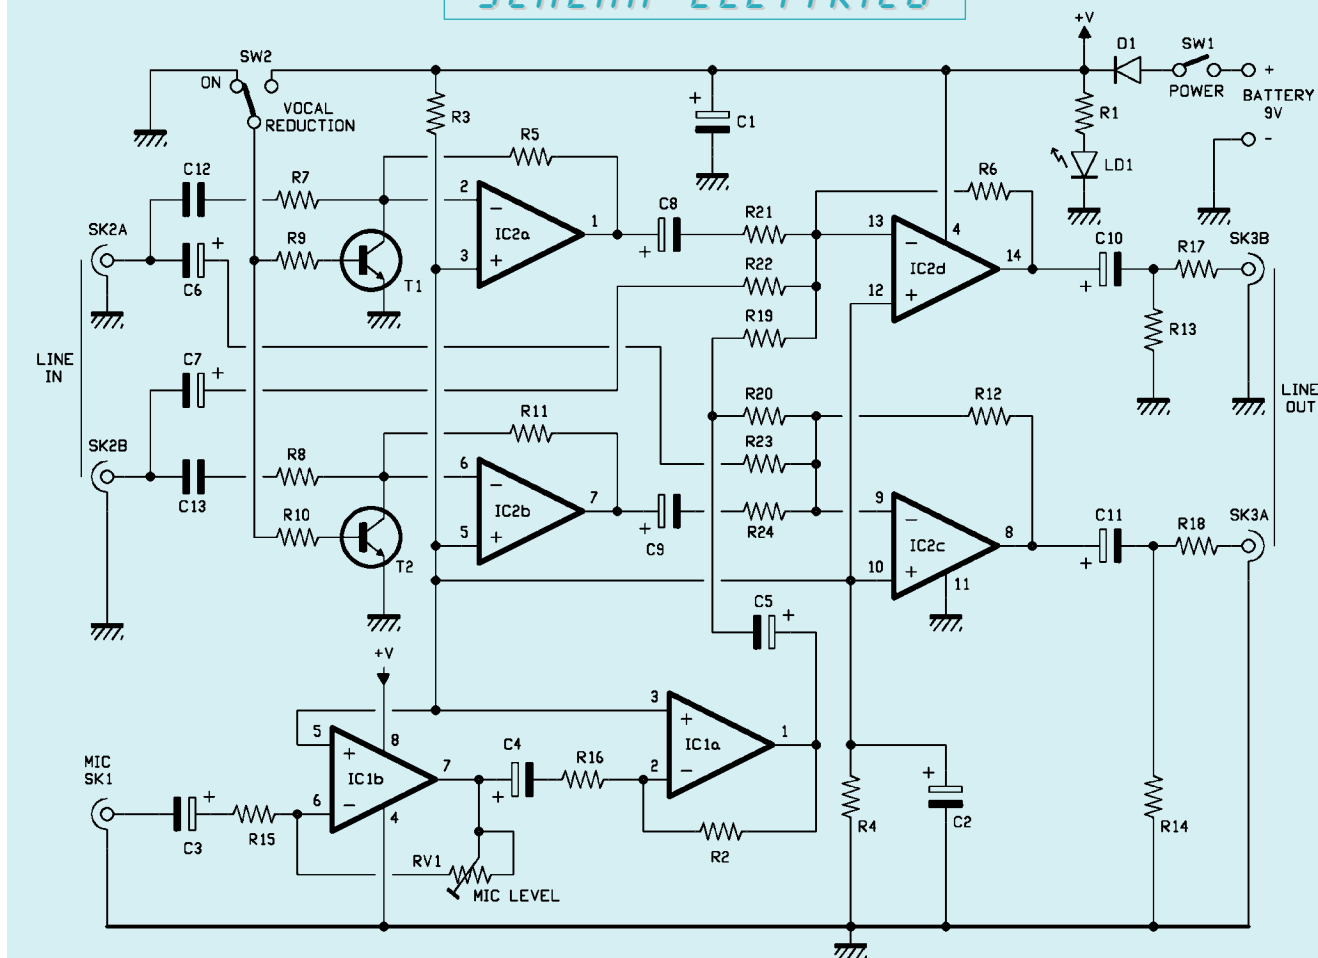 SCHEMA ELETTRICO
+V
D1
SW1
POWER
+
BATTERY
9V
-
SW2
ON
VOCAL
REDUCTION
R3
+
C1
R1
LD1
C12
R7
R5
2
-
IC2a
1
3
+
C8
+
R21
R6
13
-
4
IC2d
14
12
+
C10
+
R17
SK3B
SK2A
R9
+
C6
T1
R22
R19
R13
LINE
IN
C7
+
LINE
OUT
R20
R12
R23
R11
SK2B
C13
R8
6
-
IC2b
7
5
+
C9
+
R24
9
-
IC2c
8
10
+
11
C11
+
R18
SK3A
R10
T2
C5
+
+V
MIC
SK1
C3
+
R15
5
+
8
IC1b
7
6
-
4
C4
+
R16
3
+
IC1a
1
2
-
R2
RV1
MIC LEVEL
R4
+
C2
R14